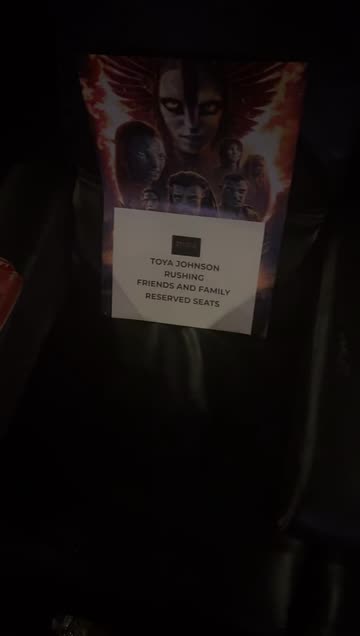 TOYA JOHNSON
RUSHING
FRIENDS AND FAMILY
RESERVED SEATS